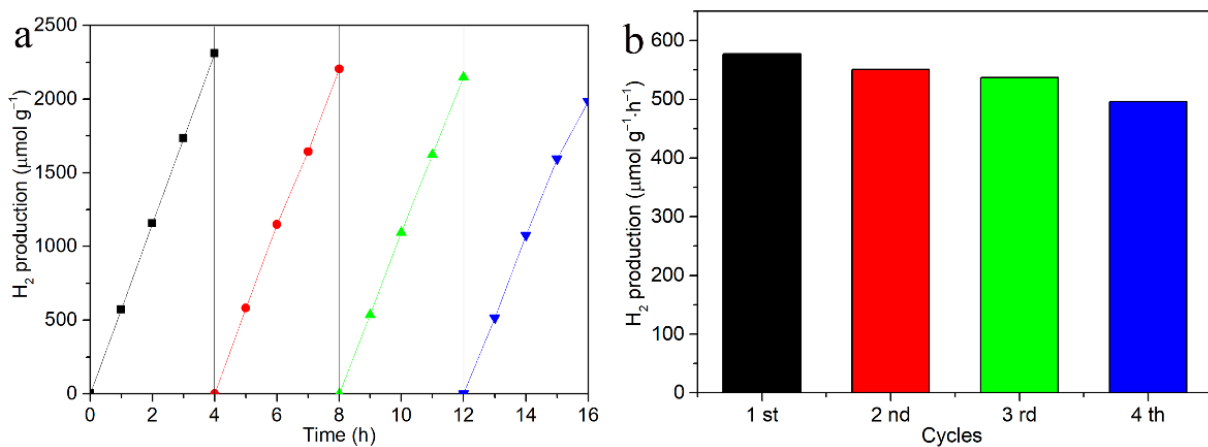 a
H₂ production (μmol g⁻¹)
2500
2000
1500
1000
500
0
0 2 4 6 8 10 12 14 16
Time (h)
b
H₂ production (μmol g⁻¹·h⁻¹)
600
500
400
300
200
100
0
1 st 2 nd 3 rd 4 th
Cycles